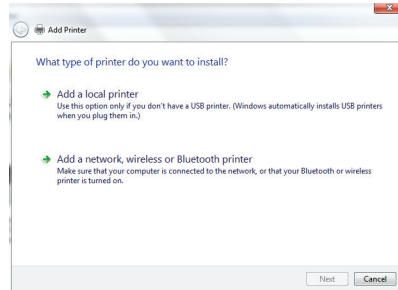 Add Printer
What type of printer do you want to install?
Add a local printer
Use this option only if you don't have a USB printer. (Windows automatically installs USB printers
when you plug them in.)
Add a network, wireless or Bluetooth printer
Make sure that your computer is connected to the network, or that your Bluetooth or wireless
printer is turned on.
Next Cancel